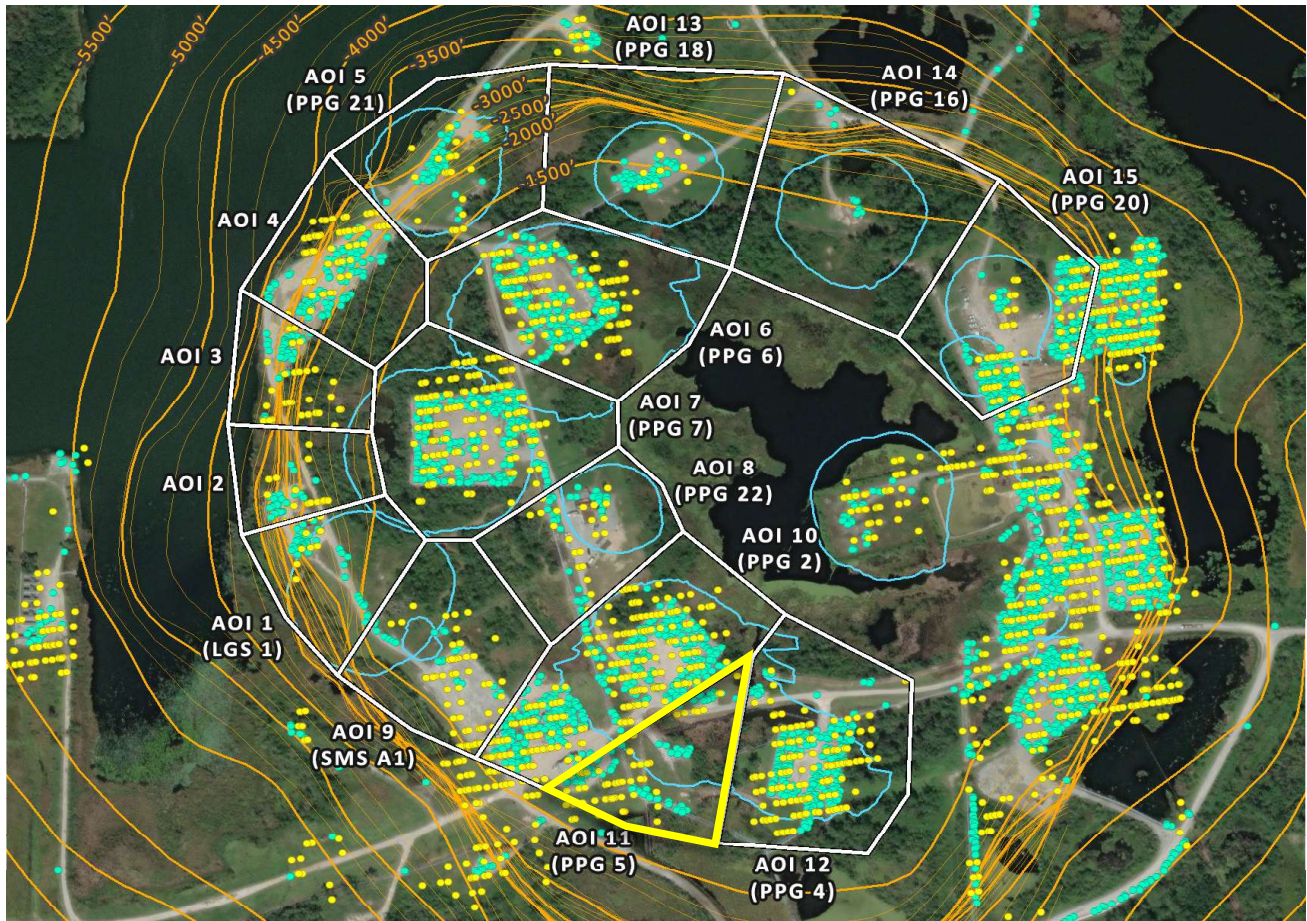 -5500'
-5000'
-4500'
-4000'
-3500'
-3000'
-2500'
-2000'
-1500'
AOI 13
(PPG 18)
AOI 5
(PPG 21)
AOI 14
(PPG 16)
AOI 15
(PPG 20)
AOI 4
AOI 3
AOI 6
(PPG 6)
AOI 7
(PPG 7)
AOI 2
AOI 8
(PPG 22)
AOI 10
(PPG 2)
AOI 1
(LGS 1)
AOI 9
(SMS A1)
AOI 11
(PPG 5)
AOI 12
(PPG 4)